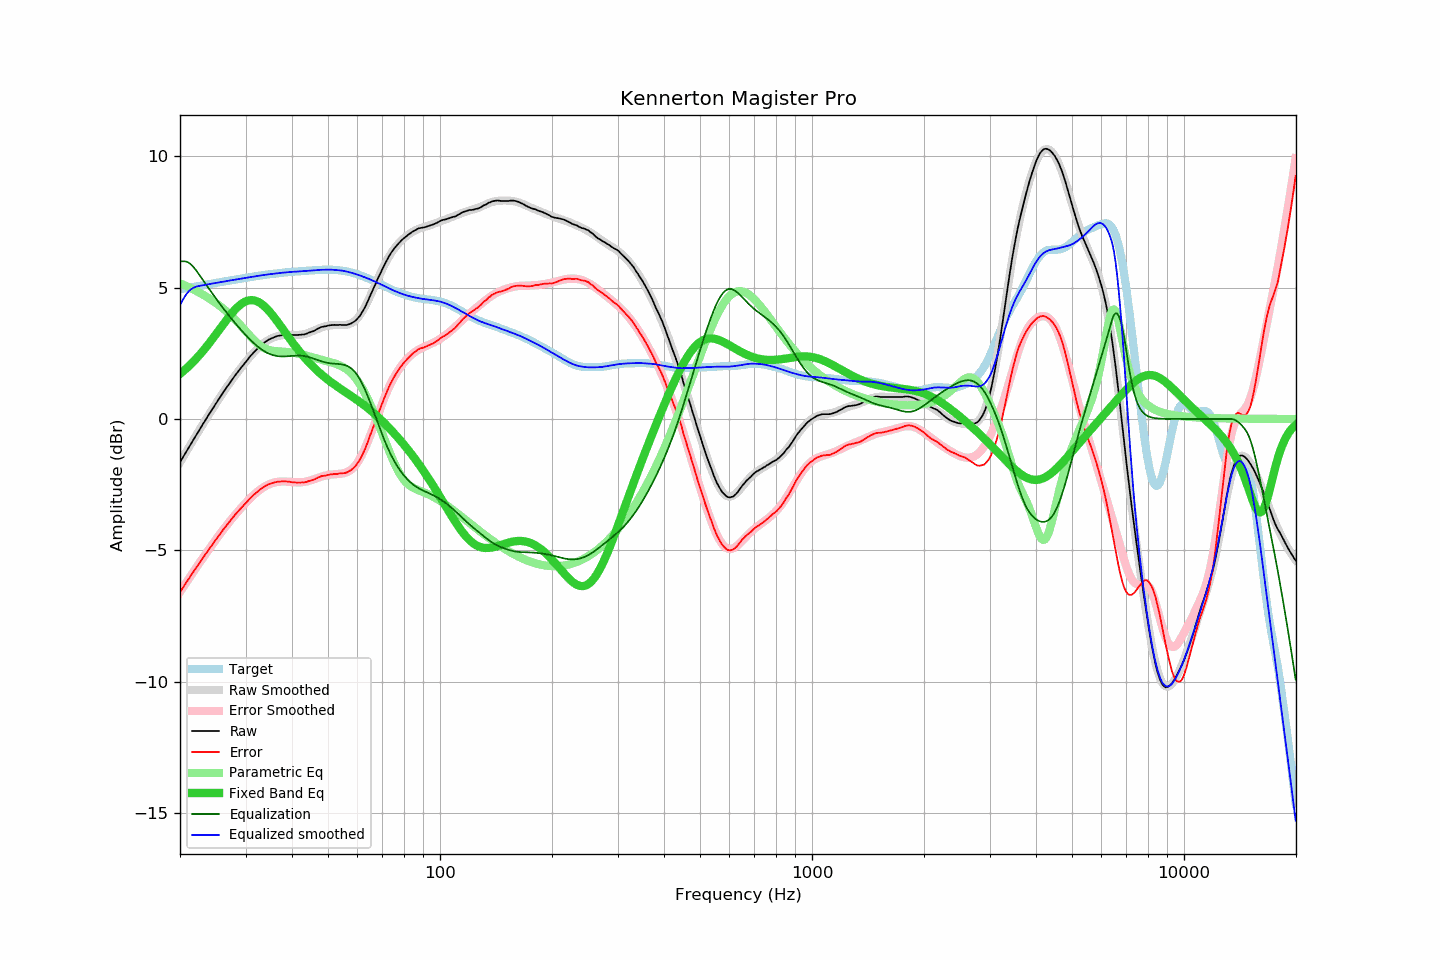 Kennerton Magister Pro
Amplitude (dBr)
10
5
0
−5
−10
−15
Target
Raw Smoothed
Error Smoothed
Raw
Error
Parametric Eq
Fixed Band Eq
Equalization
Equalized smoothed
100
1000
10000
Frequency (Hz)